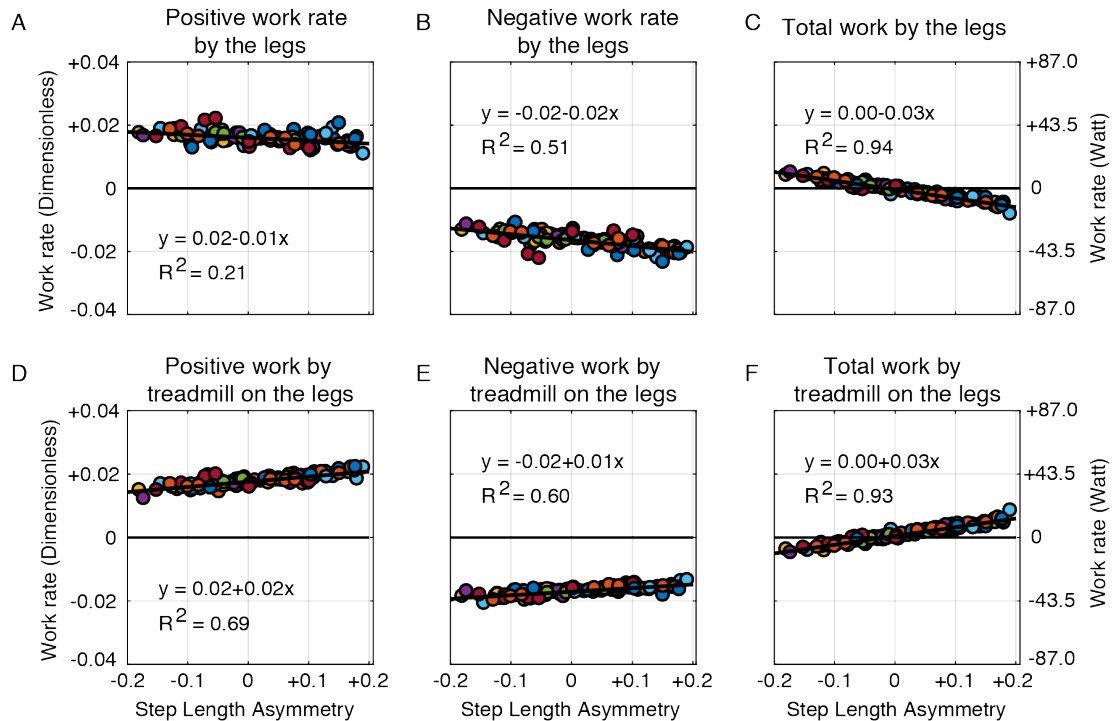 A
Positive work rate
by the legs
B
Negative work rate
by the legs
C
Total work by the legs
Work rate (Dimensionless)
+0.04
+0.02
0
-0.02
-0.04
y = 0.02-0.01x
R2 = 0.21
y = -0.02-0.02x
R2 = 0.51
y = 0.00-0.03x
R2 = 0.94
+87.0
+43.5
0
-43.5
-87.0
Work rate (Watt)
D
Positive work by
treadmill on the legs
E
Negative work by
treadmill on the legs
F
Total work by
treadmill on the legs
Work rate (Dimensionless)
+0.04
+0.02
0
-0.02
-0.04
y = 0.02+0.02x
R2 = 0.69
y = -0.02+0.01x
R2 = 0.60
y = 0.00+0.03x
R2 = 0.93
+87.0
+43.5
0
-43.5
-87.0
Work rate (Watt)
-0.2 -0.1 0 +0.1 +0.2
Step Length Asymmetry
-0.2 -0.1 0 +0.1 +0.2
Step Length Asymmetry
-0.2 -0.1 0 +0.1 +0.2
Step Length Asymmetry